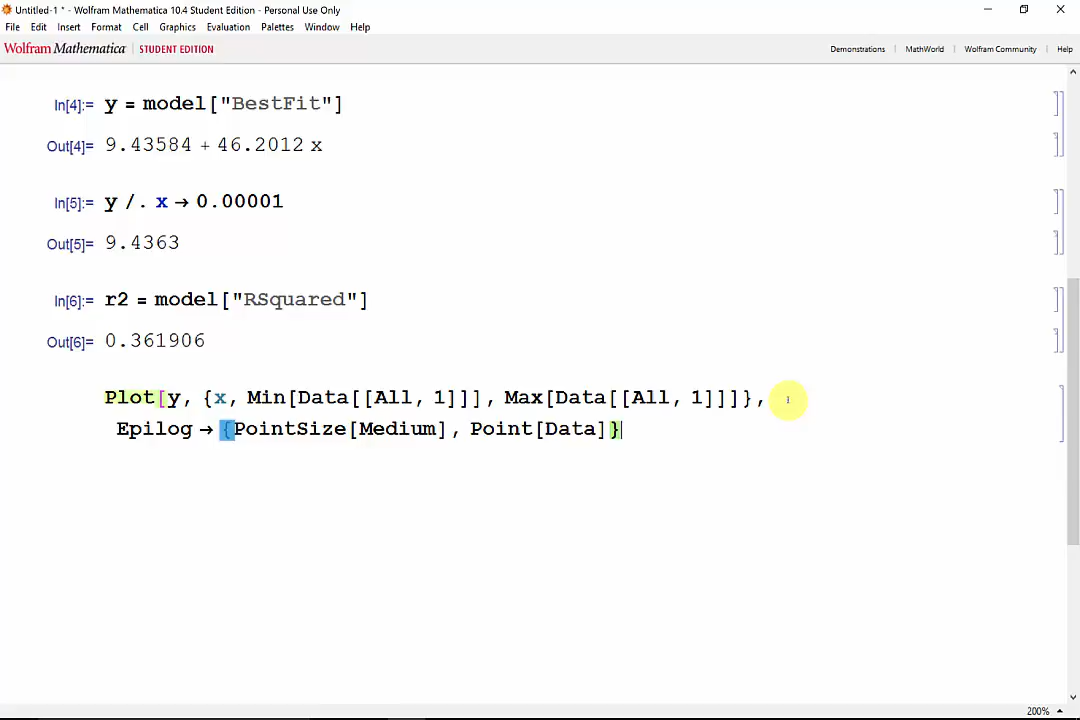 Untitled-1 * - Wolfram Mathematica 10.4 Student Edition - Personal Use Only
File Edit Insert Format Cell Graphics Evaluation Palettes Window Help
Wolfram Mathematica | STUDENT EDITION Demonstrations | MathWorld | Wolfram Community | Help
In[4]:= y = model["BestFit"]
Out[4]= 9.43584 + 46.2012 x
In[5]:= y /. x → 0.00001
Out[5]= 9.4363
In[6]:= r2 = model["RSquared"]
Out[6]= 0.361906
Plot[y, {x, Min[Data[[All, 1]]], Max[Data[[All, 1]]]},
Epilog → {PointSize[Medium], Point[Data]}
200%